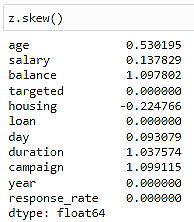 z.skew()
age 0.530195
salary 0.137829
balance 1.097802
targeted 0.000000
housing -0.224766
loan 0.000000
day 0.093079
duration 1.037574
campaign 1.099115
year 0.000000
response_rate 0.000000
dtype: float64